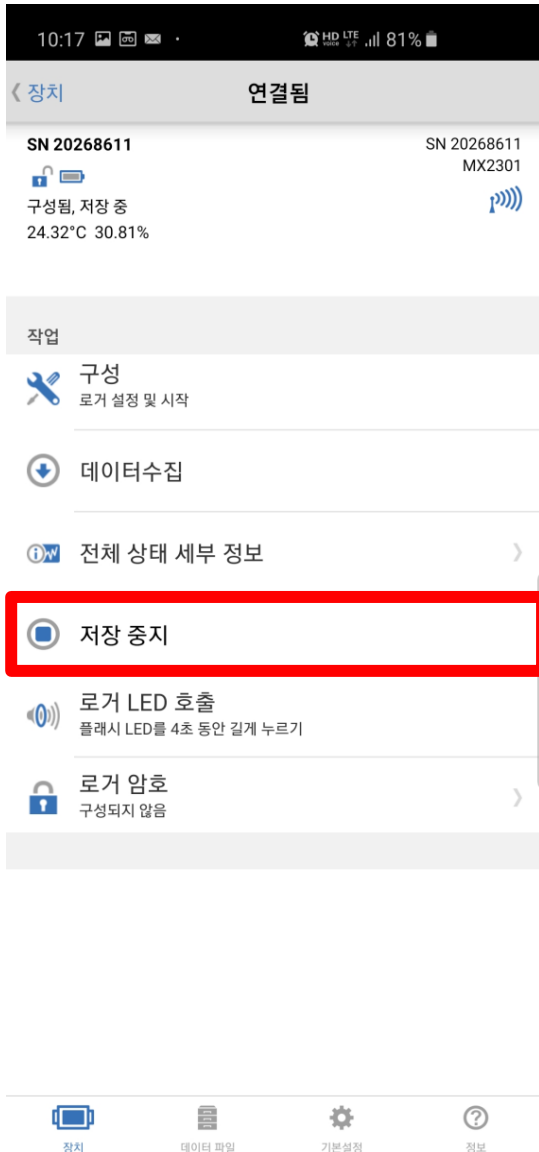 10:17 HD LTE voice 81%
장치 연결됨
SN 20268611 SN 20268611
MX2301
구성됨, 저장 중
24.32°C 30.81%
작업
구성
로거 설정 및 시작
데이터수집
전체 상태 세부 정보
저장 중지
로거 LED 호출
플래시 LED를 4초 동안 길게 누르기
로거 암호
구성되지 않음
장치 데이터 파일 기본설정 정보